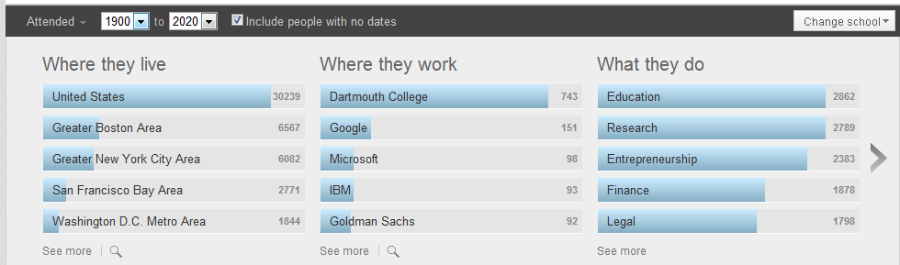 Attended 1900 to 2020 Include people with no dates Change school
Where they live
United States 30239
Greater Boston Area 6567
Greater New York City Area 6082
San Francisco Bay Area 2771
Washington D.C. Metro Area 1844
See more
Where they work
Dartmouth College 743
Google 151
Microsoft 98
IBM 93
Goldman Sachs 92
See more
What they do
Education 2862
Research 2789
Entrepreneurship 2383
Finance 1878
Legal 1798
See more